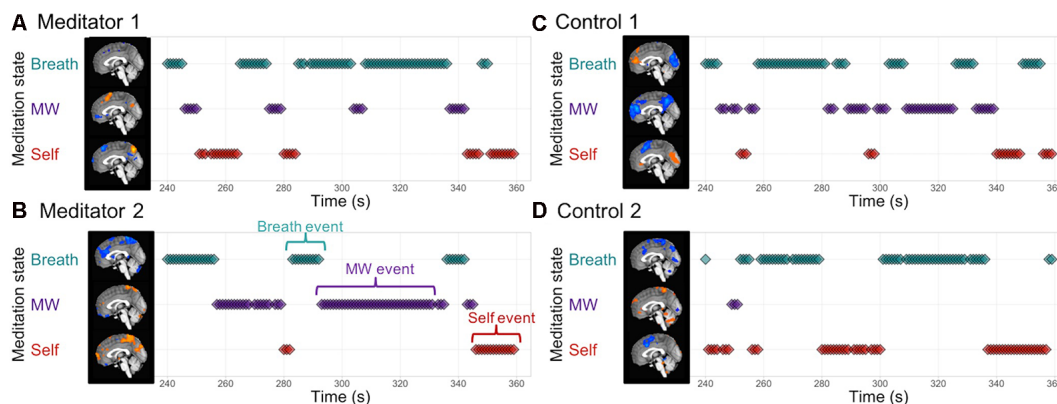 A Meditator 1
Meditation state
Breath
MW
Self
240 260 280 300 320 340 360
Time (s)
B Meditator 2
Meditation state
Breath
MW
Self
Breath event
MW event
Self event
240 260 280 300 320 340 360
Time (s)
C Control 1
Meditation state
Breath
MW
Self
240 260 280 300 320 340 360
Time (s)
D Control 2
Meditation state
Breath
MW
Self
240 260 280 300 320 340 360
Time (s)